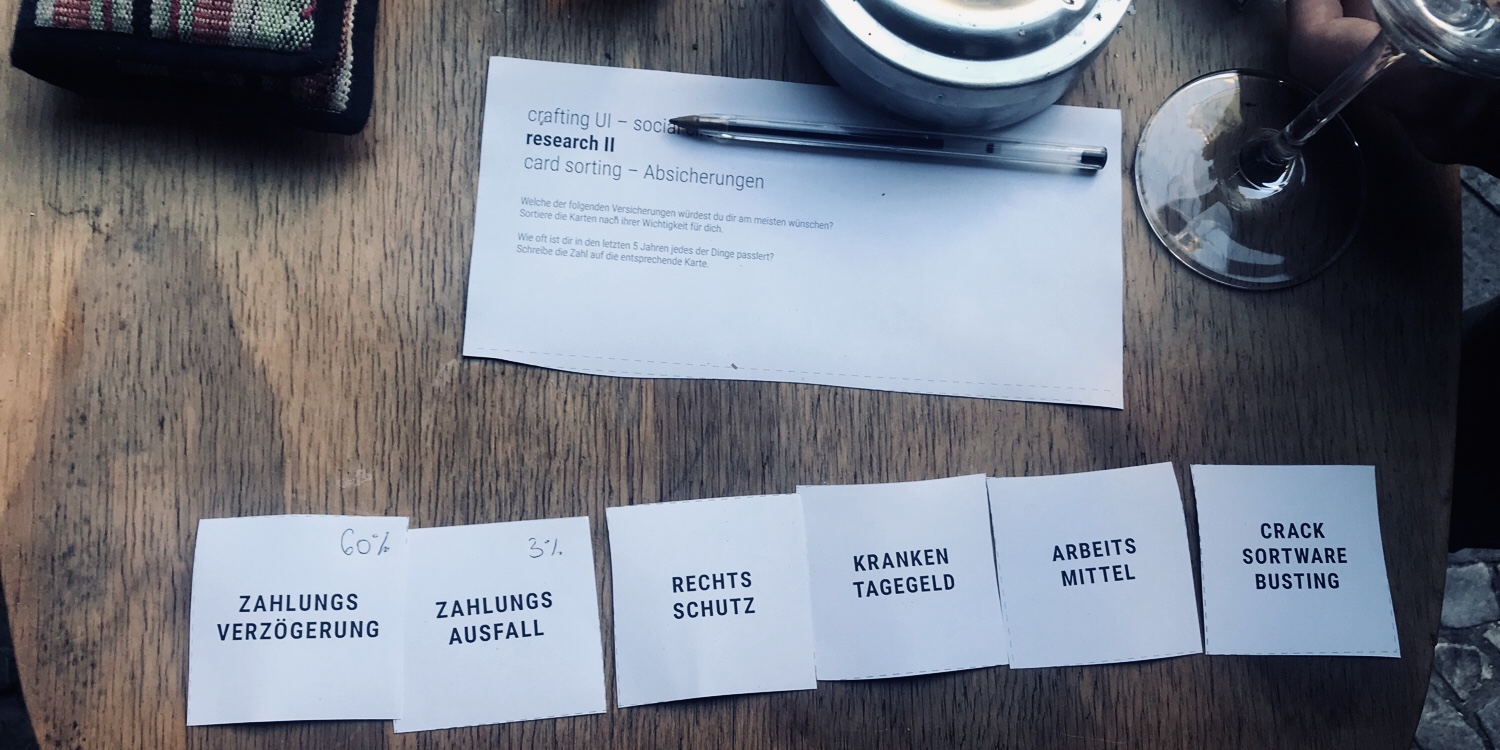 crafting UI – social
research II
card sorting – Absicherungen
Welche der folgenden Versicherungen würdest du dir am meisten wünschen?
Sortiere die Karten nach ihrer Wichtigkeit für dich.
Wie oft ist dir in den letzten 5 Jahren jedes der Dinge passiert?
Schreibe die Zahl auf die entsprechende Karte.
60%
ZAHLUNGS
VERZÖGERUNG
3%
ZAHLUNGS
AUSFALL
RECHTS
SCHUTZ
KRANKEN
TAGEGELD
ARBEITS
MITTEL
CRACK
SORTWARE
BUSTING